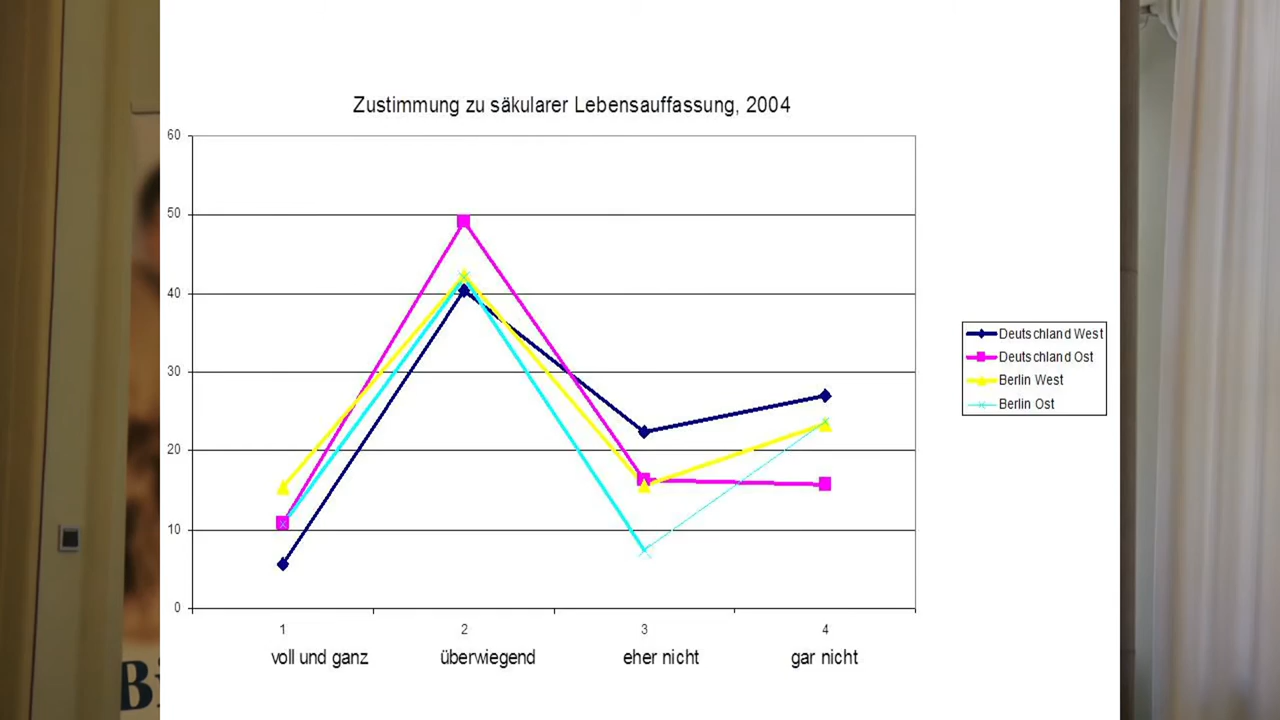 Zustimmung zu säkularer Lebensauffassung, 2004
60
50
40
30
20
10
0
1 2 3 4
voll und ganz überwiegend eher nicht gar nicht
Deutschland West
Deutschland Ost
Berlin West
Berlin Ost